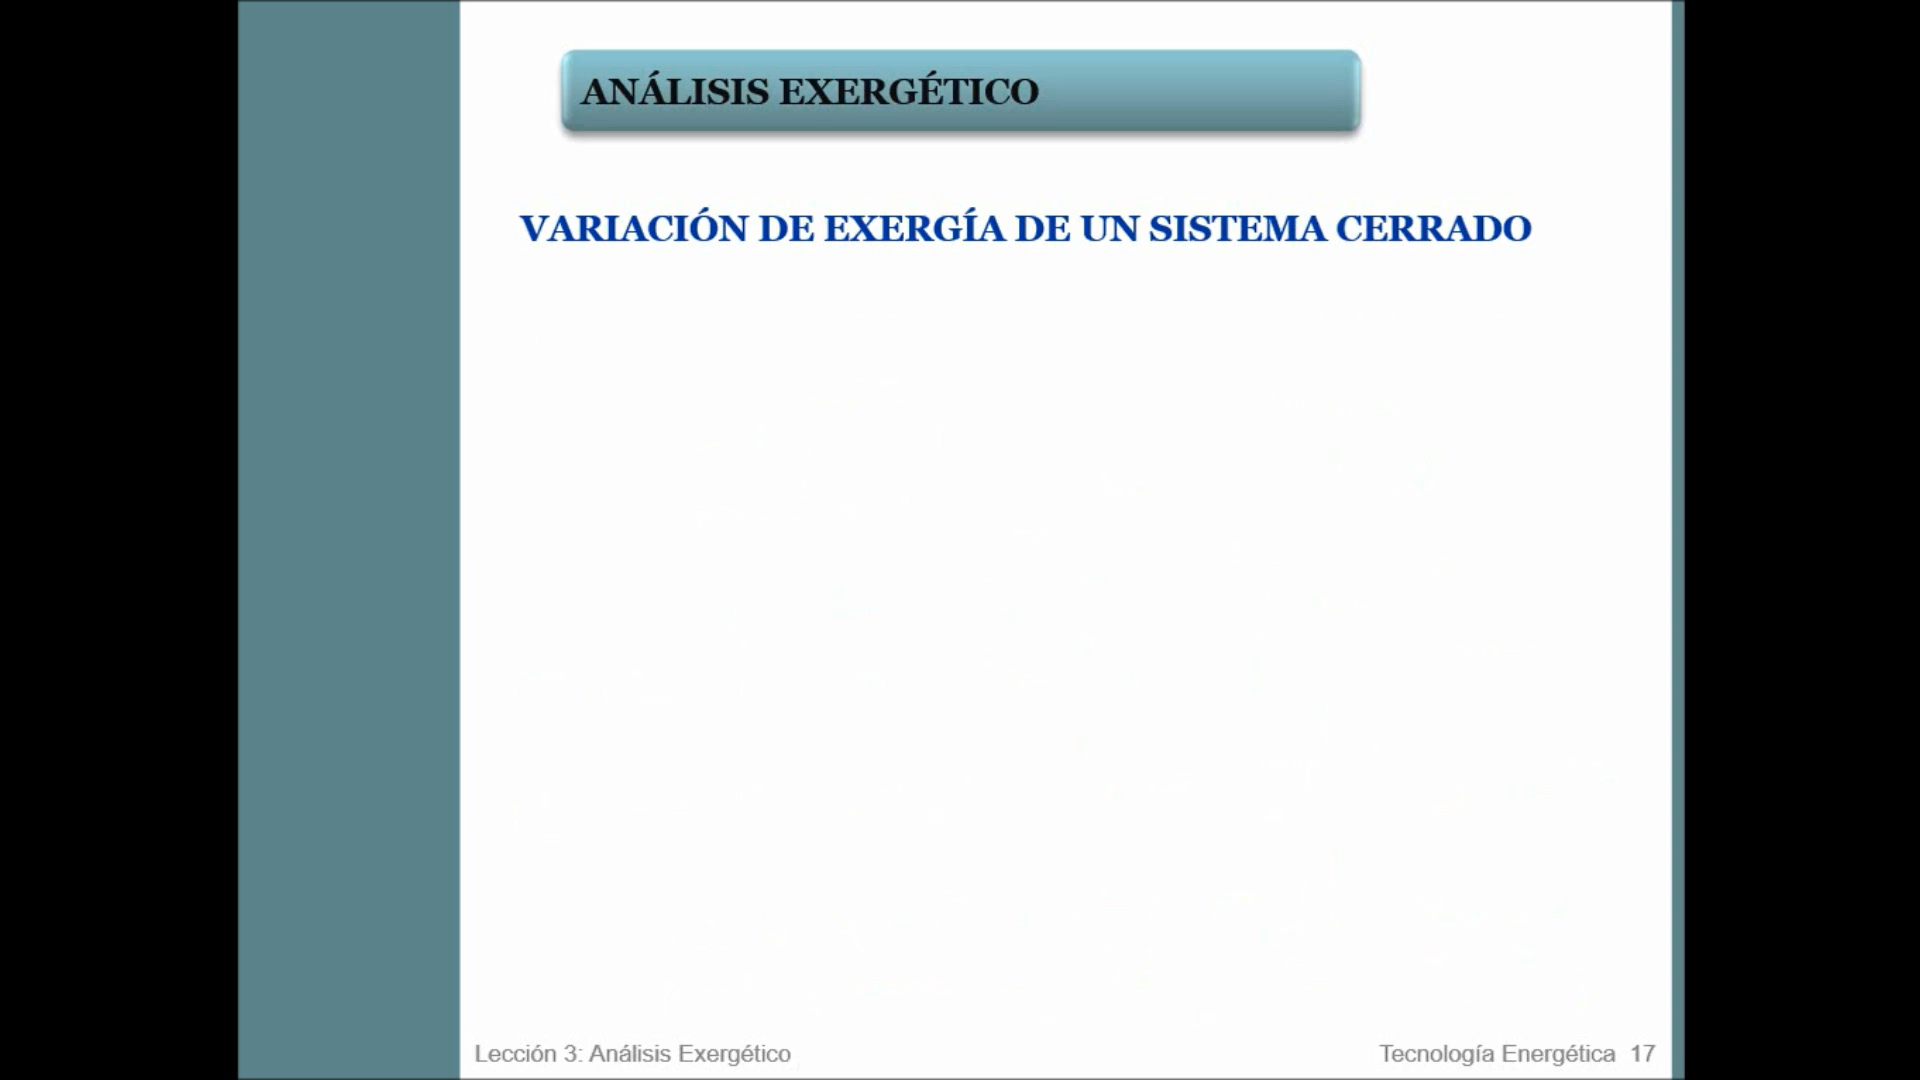 ANÁLISIS EXERGÉTICO
VARIACIÓN DE EXERGÍA DE UN SISTEMA CERRADO
Lección 3: Análisis Exergético
Tecnología Energética 17